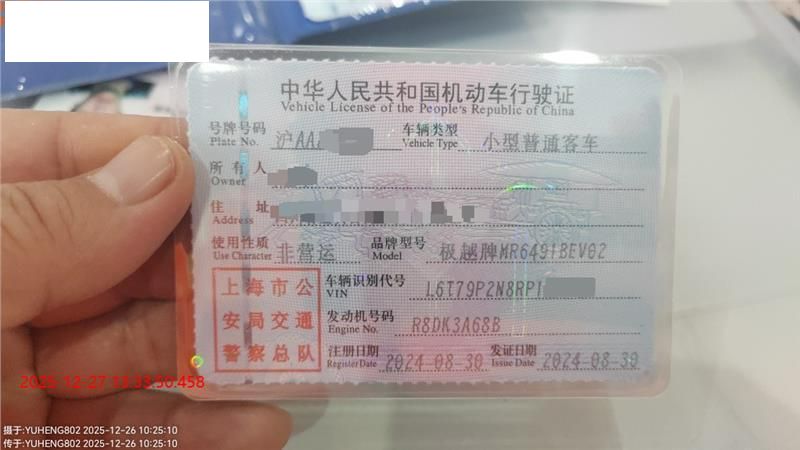 中华人民共和国机动车行驶证
Vehicle License of the People's Republic of China
号牌号码 沪AA 车辆类型 小型普通客车
Plate No. Vehicle Type
所有人
Owner
住址
Address
使用性质 非营运 品牌型号 极越牌MR6491BEV62
Use Character Model
上海市公
安局交通
警察总队
车辆识别代号 L6T79P2N8RP1
VIN
发动机号码 R8DK3A68B
Engine No.
注册日期 2024-08-30 发证日期 2024-08-30
Register Date Issue Date
2025-12-27 13:33:50.458
摄于:YUHENG802 2025-12-26 10:25:10
传于:YUHENG802 2025-12-26 10:25:10